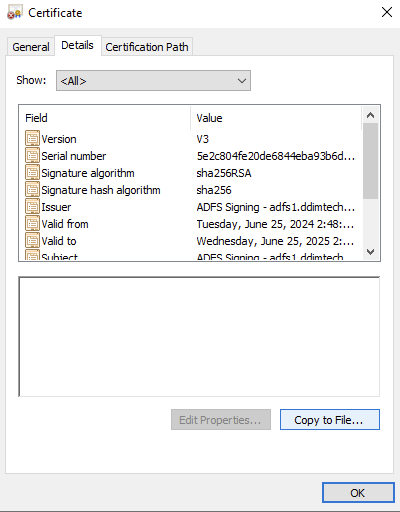 Certificate
General Details Certification Path
Show: <All>
Field Value
Version V3
Serial number 5e2c804fe20de6844eba93b6d...
Signature algorithm sha256RSA
Signature hash algorithm sha256
Issuer ADFS Signing - adfs1.ddimtech...
Valid from Tuesday, June 25, 2024 2:48:...
Valid to Wednesday, June 25, 2025 2:...
Subject ADFS Signing - adfs1.ddimtech...
Edit Properties... Copy to File...
OK